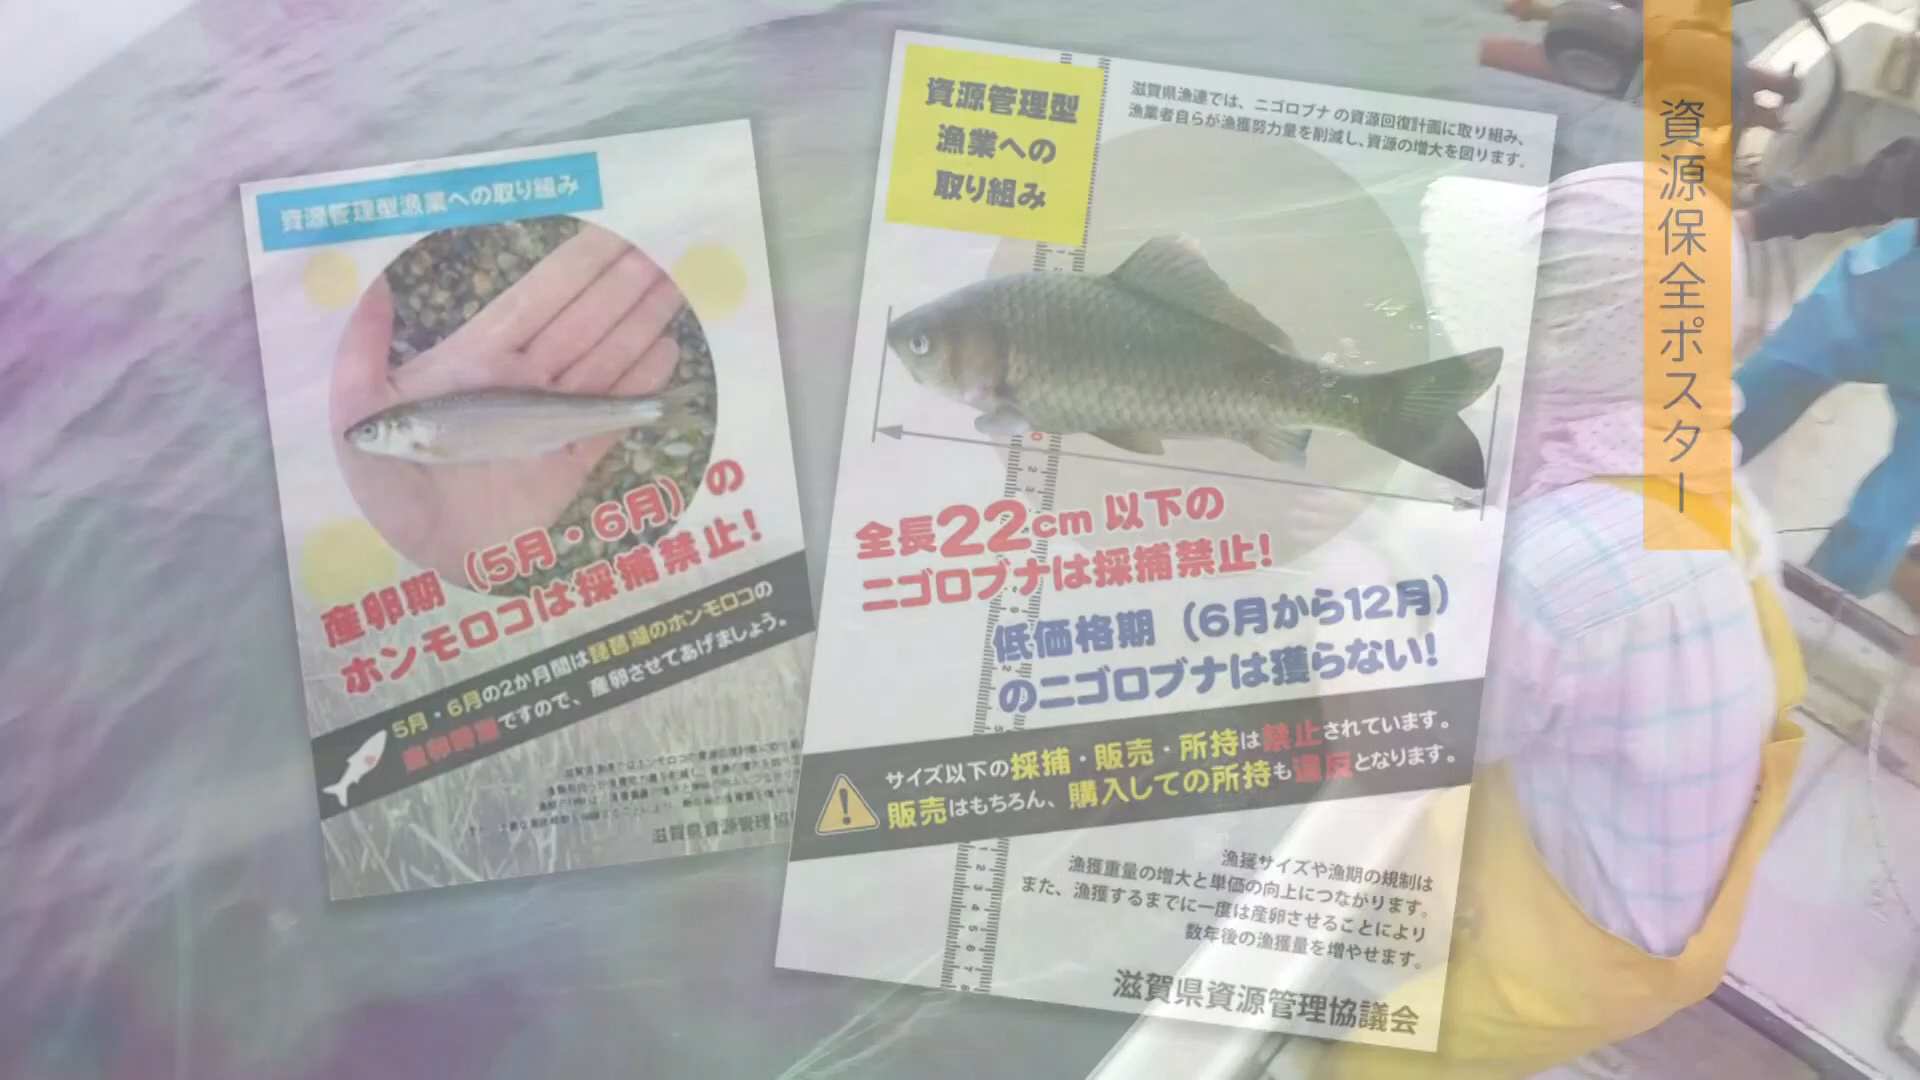 資源管理型漁業への取り組み
産卵期（5月・6月）の
ホンモロコは採捕禁止！
5月・6月の2か月間は琵琶湖のホンモロコの
産卵時期ですので、産卵させてあげましょう。
滋賀県資源管理協
資源管理型
漁業への
取り組み
滋賀県漁連では、ニゴロブナの資源回復計画に取り組み、
漁業者自らが漁獲努力量を削減し、資源の増大を図ります。
全長22cm以下の
ニゴロブナは採捕禁止！
低価格期（6月から12月）
のニゴロブナは獲らない！
サイズ以下の採捕・販売・所持は禁止されています。
販売はもちろん、購入しての所持も違反となります。
漁獲サイズや漁期の規制は
漁獲重量の増大と単価の向上につながります。
また、漁獲するまでに一度は産卵させることにより
数年後の漁獲量を増やせます。
滋賀県資源管理協議会
資源保全ポスター